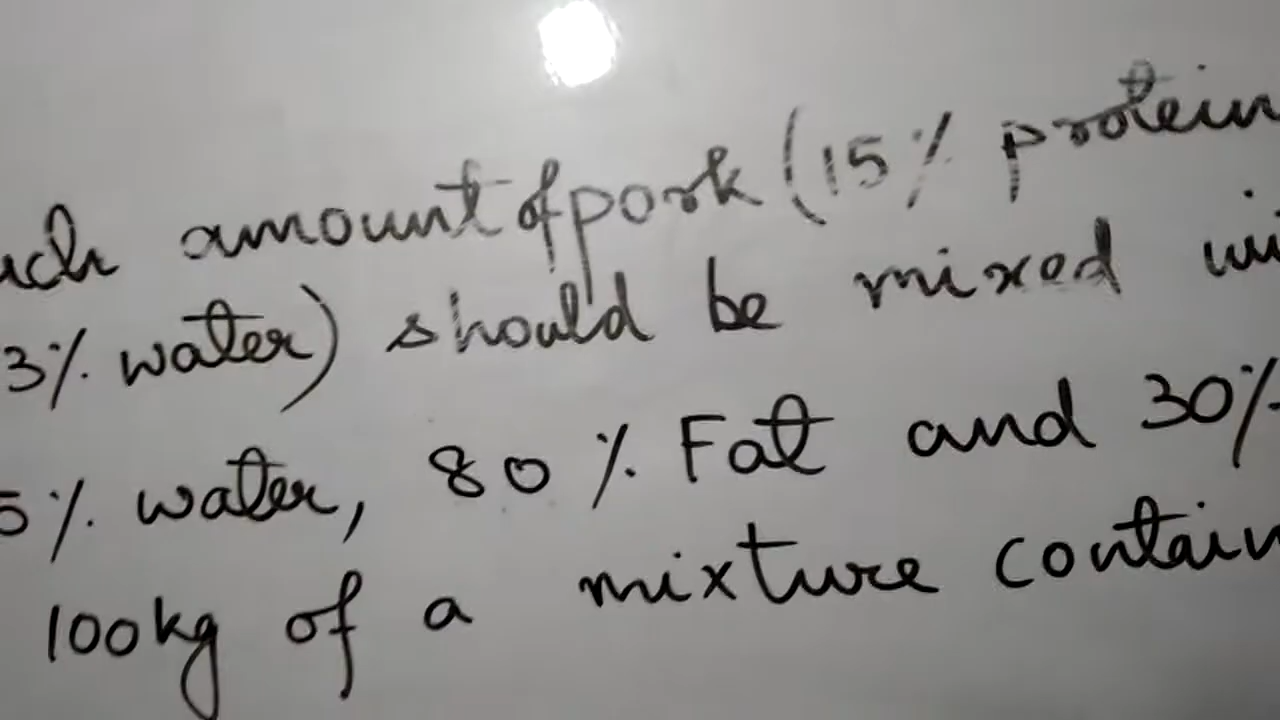 amount of pork (15% protein
3% water) should be mixed
5% water, 80% Fat and 30%
100kg of a mixture contain